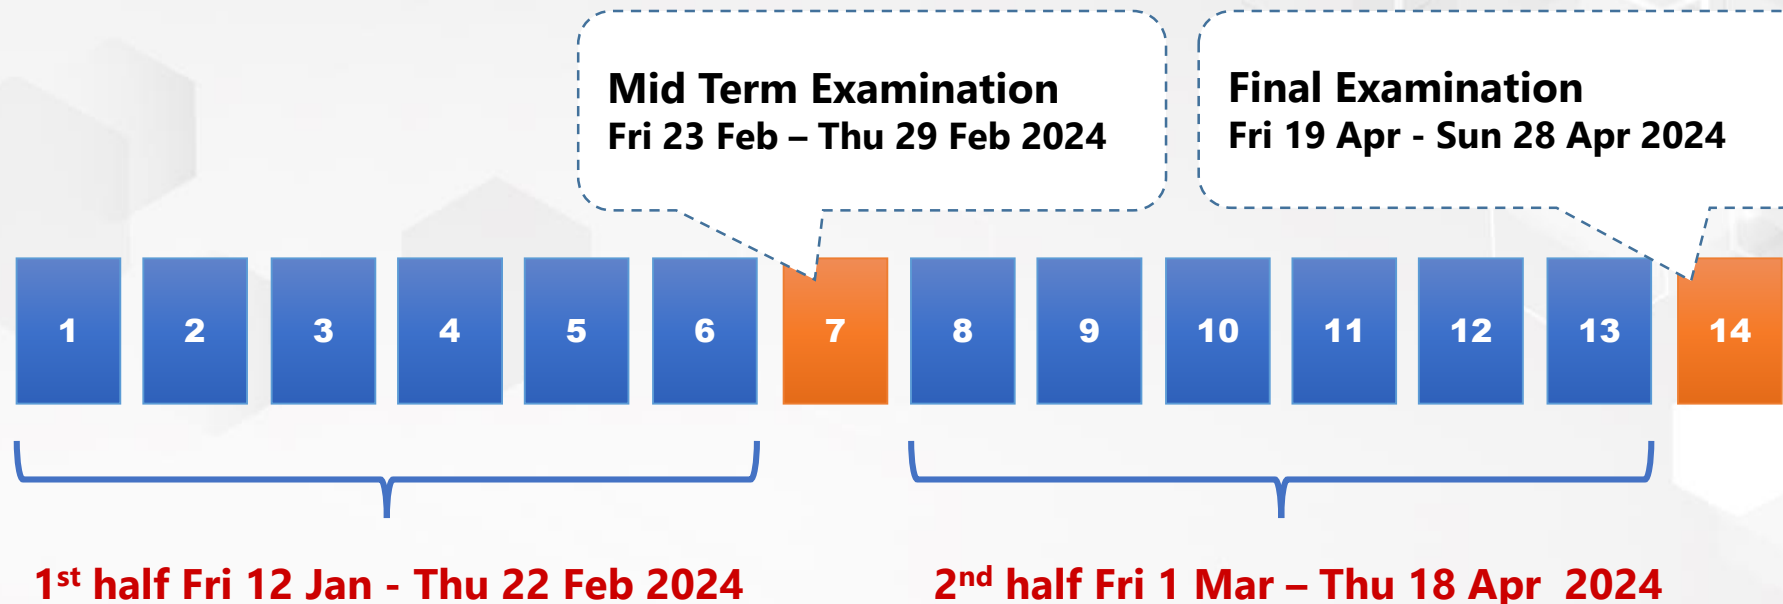 Mid Term Examination
Fri 23 Feb – Thu 29 Feb 2024
Final Examination
Fri 19 Apr - Sun 28 Apr 2024
1 2 3 4 5 6 7 8 9 10 11 12 13 14
1st half Fri 12 Jan - Thu 22 Feb 2024
2nd half Fri 1 Mar – Thu 18 Apr 2024